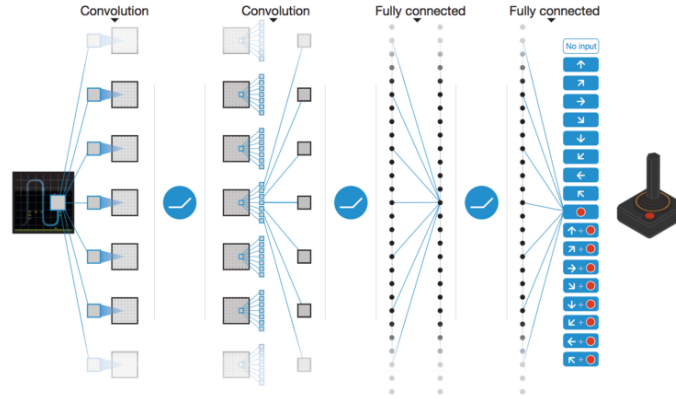 Convolution
Convolution
Fully connected
Fully connected
No input
+
+
+
+
+
+
+
+